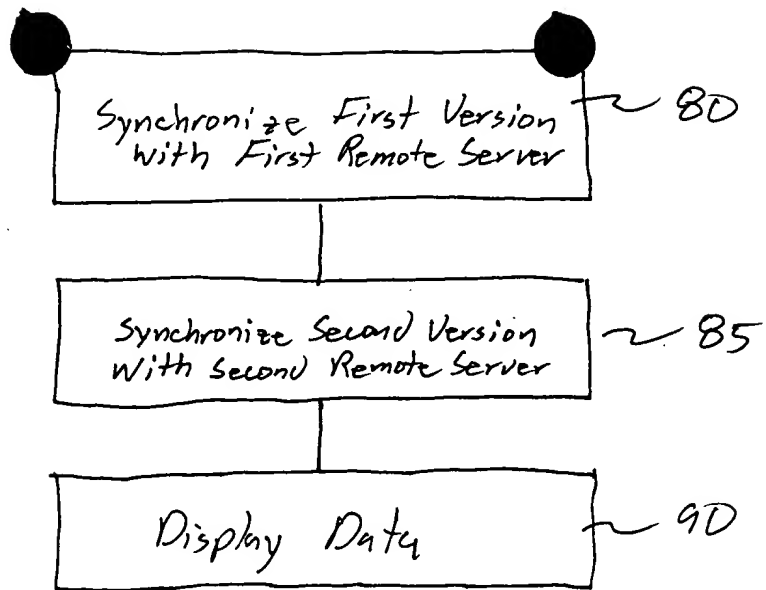 Synchronize First Version
With First Remote Server
80
Synchronize Second Version
With Second Remote Server
85
Display Data
90